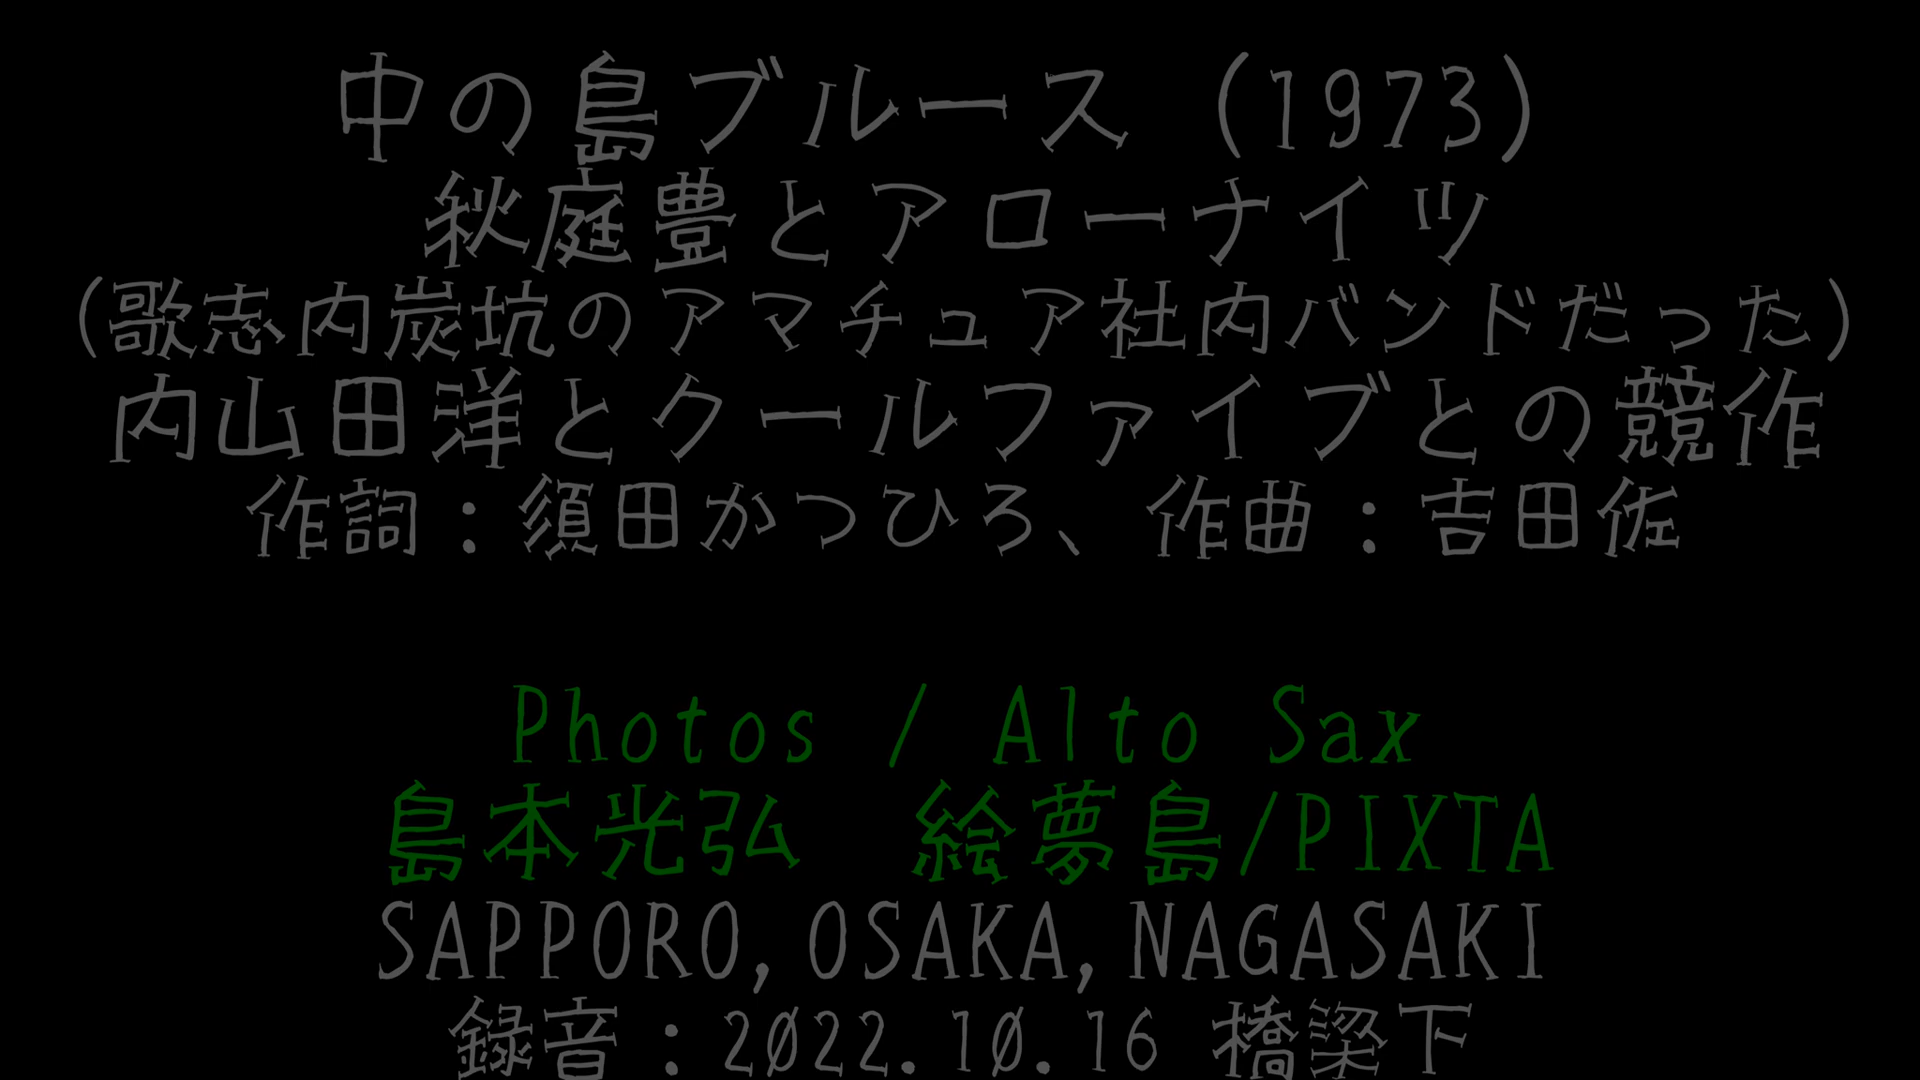 中の島ブルース (1973)
秋庭豊とアローナイツ
(歌志内炭坑のアマチュア社内バンドだった)
内山田洋とクールファイブとの競作
作詞：須田かつひろ、作曲：吉田佐
Photos / Alto Sax
島本光弘　絵夢島/PIXTA
SAPPORO,OSAKA,NAGASAKI
録音：2022.10.16 橋梁下